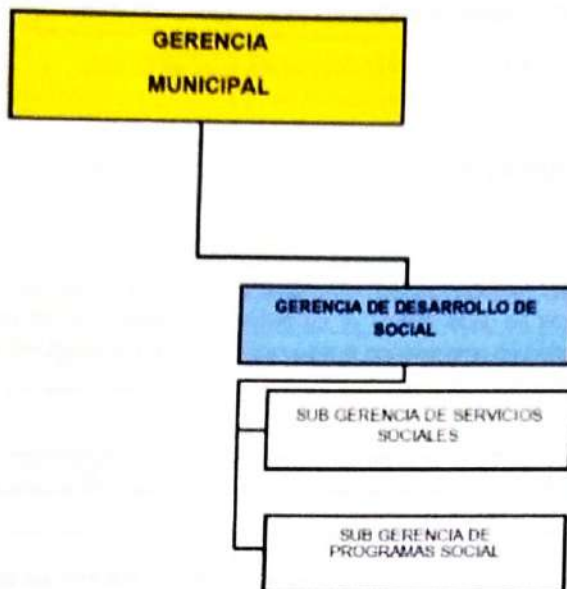 GERENCIA
MUNICIPAL
GERENCIA DE DESARROLLO DE
SOCIAL
SUB GERENCIA DE SERVICIOS
SOCIALES
SUB GERENCIA DE
PROGRAMAS SOCIAL